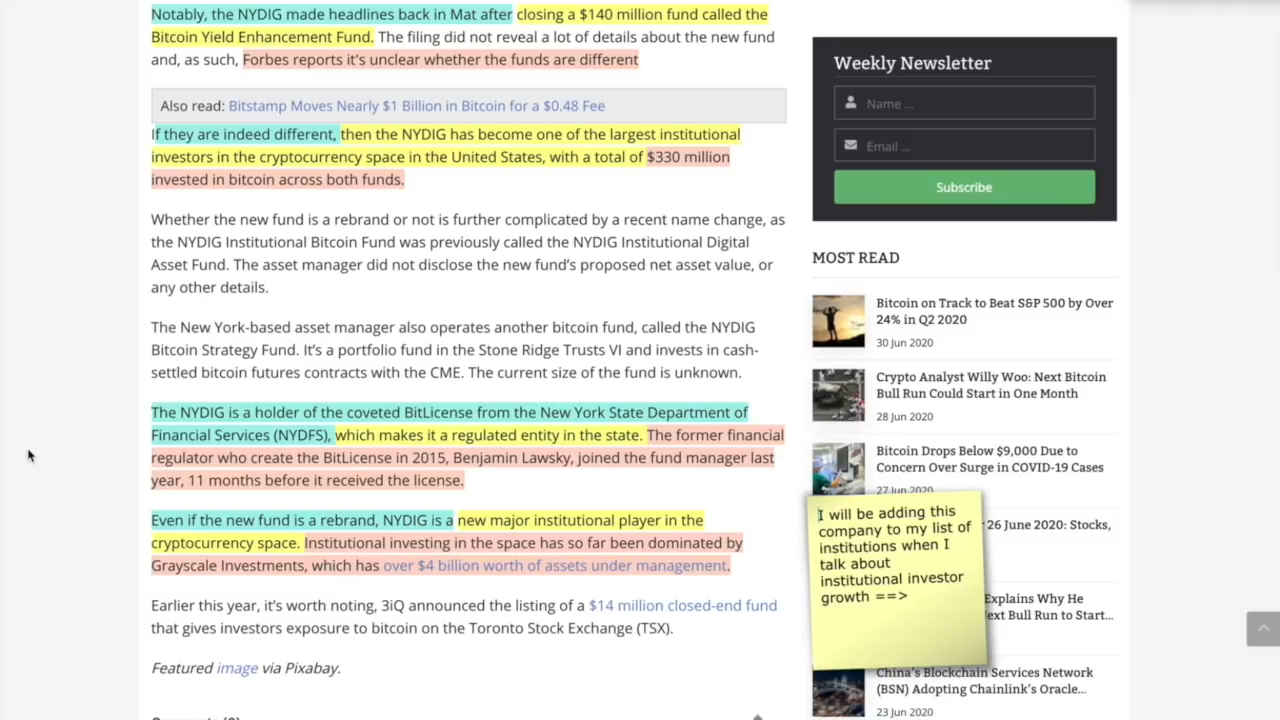 Notably, the NYDIG made headlines back in Mat after closing a $140 million fund called the
Bitcoin Yield Enhancement Fund. The filing did not reveal a lot of details about the new fund
and, as such, Forbes reports it's unclear whether the funds are different
Also read: Bitstamp Moves Nearly $1 Billion in Bitcoin for a $0.48 Fee
If they are indeed different, then the NYDIG has become one of the largest institutional
investors in the cryptocurrency space in the United States, with a total of $330 million
invested in bitcoin across both funds.
Whether the new fund is a rebrand or not is further complicated by a recent name change, as
the NYDIG Institutional Bitcoin Fund was previously called the NYDIG Institutional Digital
Asset Fund. The asset manager did not disclose the new fund's proposed net asset value, or
any other details.
The New York-based asset manager also operates another bitcoin fund, called the NYDIG
Bitcoin Strategy Fund. It's a portfolio fund in the Stone Ridge Trusts VI and invests in cash-
settled bitcoin futures contracts with the CME. The current size of the fund is unknown.
The NYDIG is a holder of the coveted BitLicense from the New York State Department of
Financial Services (NYDFS), which makes it a regulated entity in the state. The former financial
regulator who create the BitLicense in 2015, Benjamin Lawsky, joined the fund manager last
year, 11 months before it received the license.
Even if the new fund is a rebrand, NYDIG is a new major institutional player in the
cryptocurrency space. Institutional investing in the space has so far been dominated by
Grayscale Investments, which has over $4 billion worth of assets under management.
Earlier this year, it's worth noting, 3iQ announced the listing of a $14 million closed-end fund
that gives investors exposure to bitcoin on the Toronto Stock Exchange (TSX).
Featured image via Pixabay.
Weekly Newsletter
Name ...
Email ...
Subscribe
MOST READ
Bitcoin on Track to Beat S&P 500 by Over
24% in Q2 2020
30 Jun 2020
Crypto Analyst Willy Woo: Next Bitcoin
Bull Run Could Start in One Month
28 Jun 2020
Bitcoin Drops Below $9,000 Due to
Concern Over Surge in COVID-19 Cases
27 Jun 2020
26 June 2020: Stocks,
Explains Why He
ext Bull Run to Start...
I will be adding this
company to my list of
institutions when I
talk about
institutional investor
growth ==>
China's Blockchain Services Network
(BSN) Adopting Chainlink's Oracle...
23 Jun 2020